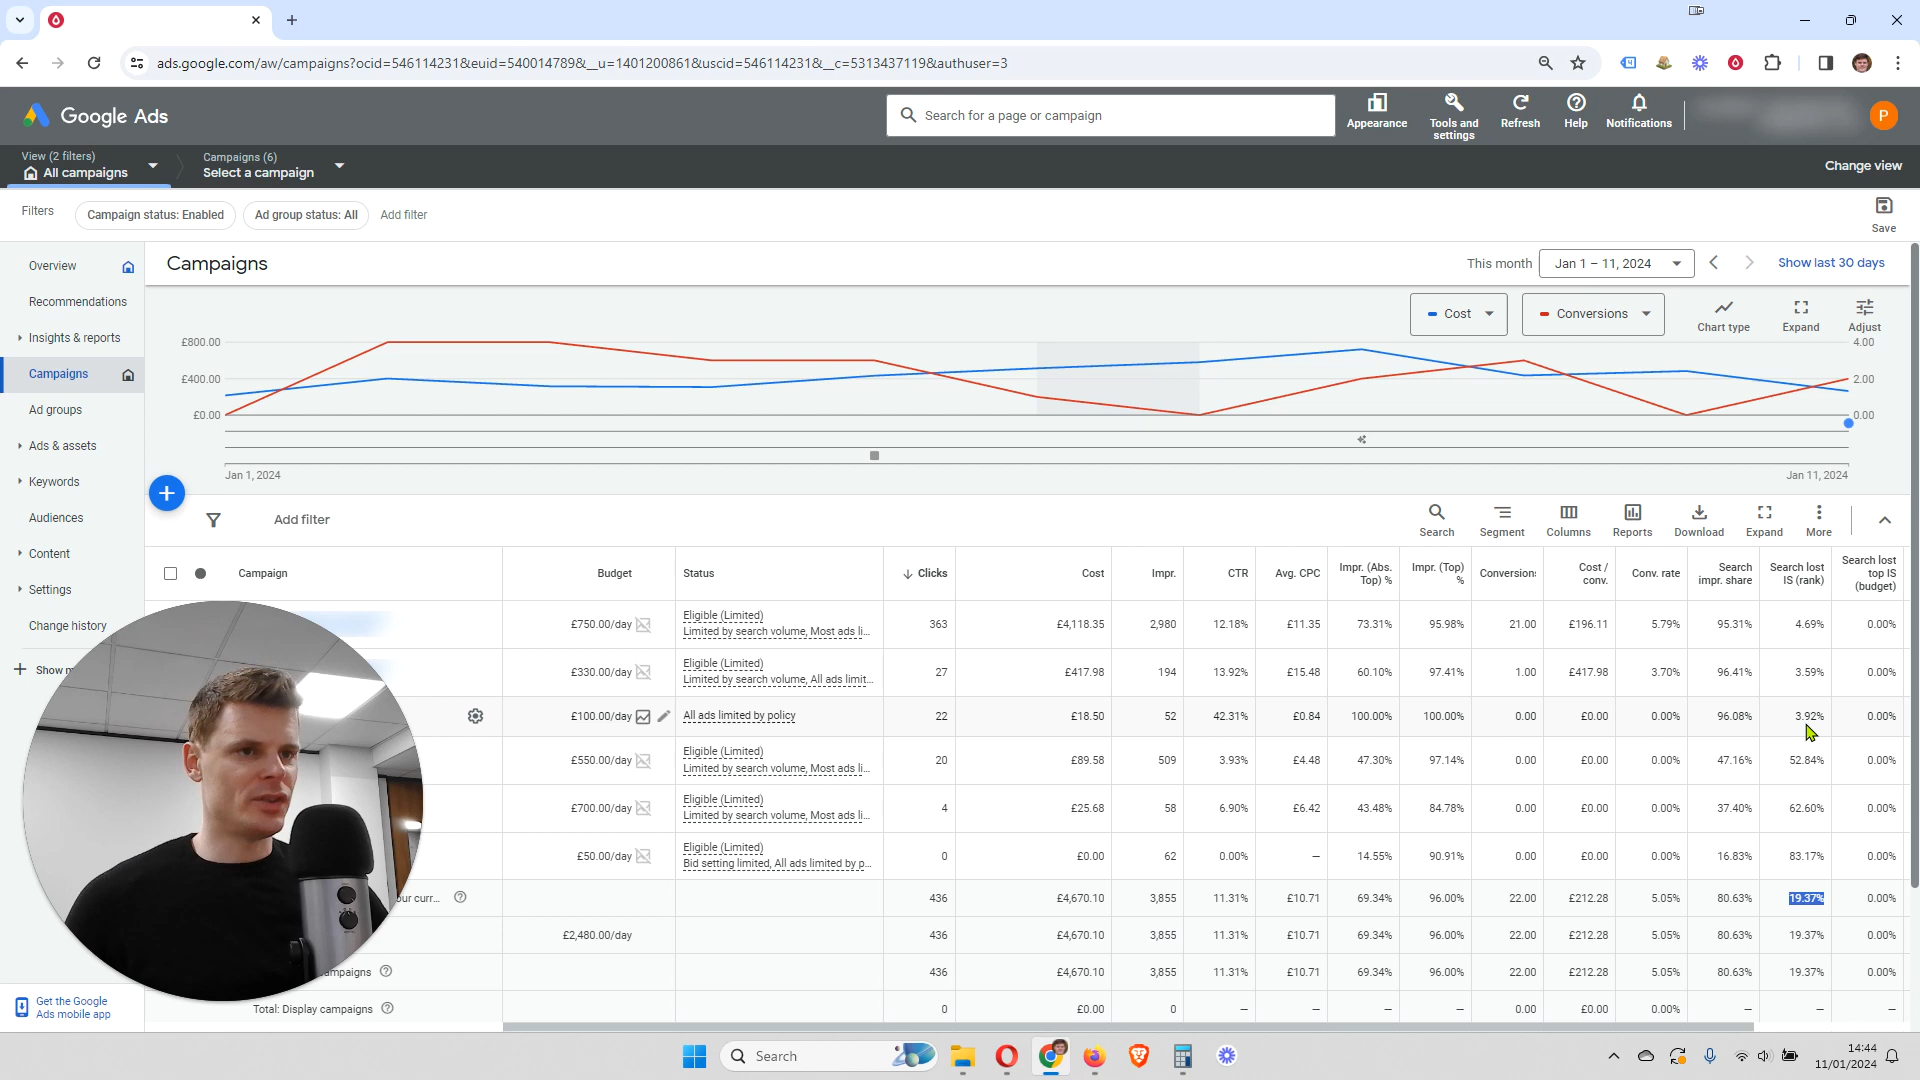 ads.google.com/aw/campaigns?ocid=546114231&euid=540014789&__u=1401200861&uscid=546114231&__c=5313437119&authuser=3
Google Ads
Search for a page or campaign
Appearance
Tools and settings
Refresh
Help
Notifications
P
View (2 filters)
All campaigns
Campaigns (6)
Select a campaign
Change view
Filters
Campaign status: Enabled
Ad group status: All
Add filter
Save
Overview
Recommendations
Insights & reports
Campaigns
Ad groups
Ads & assets
Keywords
Audiences
Content
Settings
Change history
Get the Google
Ads mobile app
Campaigns
This month
Jan 1 – 11, 2024
Show last 30 days
Cost
Conversions
Chart type
Expand
Adjust
£800.00 4.00
£400.00 2.00
£0.00 0.00
Jan 1, 2024 Jan 11, 2024
Add filter
Search
Segment
Columns
Reports
Download
Expand
More
Campaign Budget Status Clicks Cost Impr. CTR Avg. CPC Impr. (Abs. Top) % Impr. (Top) % Conversion: Cost / conv. Conv. rate Search impr. share Search lost IS (rank) Search lost top IS (budget)
£750.00/day Eligible (Limited) Limited by search volume, Most ads li... 363 £4,118.35 2,980 12.18% £11.35 73.31% 95.98% 21.00 £196.11 5.79% 95.31% 4.69% 0.00%
£330.00/day Eligible (Limited) Limited by search volume, All ads limit... 27 £417.98 194 13.92% £15.48 60.10% 97.41% 1.00 £417.98 3.70% 96.41% 3.59% 0.00%
£100.00/day All ads limited by policy 22 £18.50 52 42.31% £0.84 100.00% 100.00% 0.00 £0.00 0.00% 96.08% 3.92% 0.00%
£550.00/day Eligible (Limited) Limited by search volume, Most ads li... 20 £89.58 509 3.93% £4.48 47.30% 97.14% 0.00 £0.00 0.00% 47.16% 52.84% 0.00%
£700.00/day Eligible (Limited) Limited by search volume, Most ads li... 4 £25.68 58 6.90% £6.42 43.48% 84.78% 0.00 £0.00 0.00% 37.40% 62.60% 0.00%
£50.00/day Eligible (Limited) Bid setting limited, All ads limited by p... 0 £0.00 62 0.00% – 14.55% 90.91% 0.00 £0.00 0.00% 16.83% 83.17% 0.00%
curr... 436 £4,670.10 3,855 11.31% £10.71 69.34% 96.00% 22.00 £212.28 5.05% 80.63% 19.37% 0.00%
£2,480.00/day 436 £4,670.10 3,855 11.31% £10.71 69.34% 96.00% 22.00 £212.28 5.05% 80.63% 19.37% 0.00%
436 £4,670.10 3,855 11.31% £10.71 69.34% 96.00% 22.00 £212.28 5.05% 80.63% 19.37% 0.00%
Total: Display campaigns 0 £0.00 0 – – – – 0.00 £0.00 0.00% – – –
Search
14:44
11/01/2024